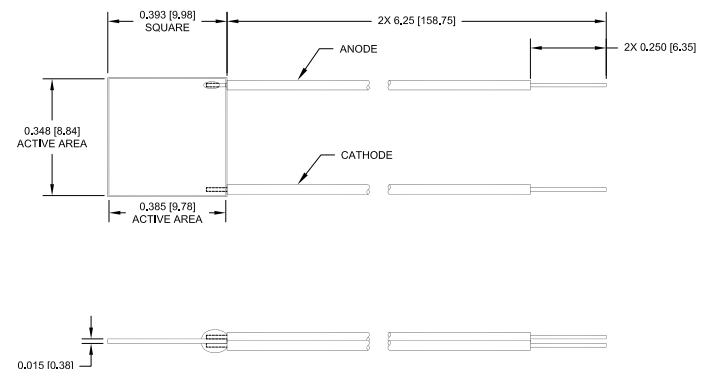 0.393 [9.98]
SQUARE
2X 6.25 [158.75]
ANODE
2X 0.250 [6.35]
0.348 [8.84]
ACTIVE AREA
CATHODE
0.385 [9.78]
ACTIVE AREA
0.015 [0.38]